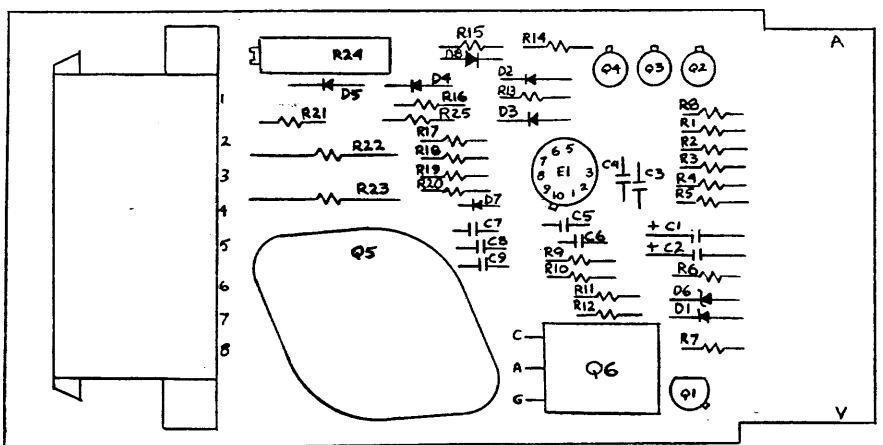 R15
R14
A
R24
D8
Q4 Q3 Q2
D4 D2
D5
1 R16 R13
R8
R21 R25 D3 R1
2 R17 R2
R22 R18 7 6 5 C4 C3 R3
3 R19 8 E1 3 R4
R23 R20 9 10 1 2 R5
4 D7
C7 C5 + C1
5 Q5 C8 C6 + C2
C9 R9 R6
R10
6 R11 D6
7 R12 D1
C
8 R7
A Q6
G Q1
V